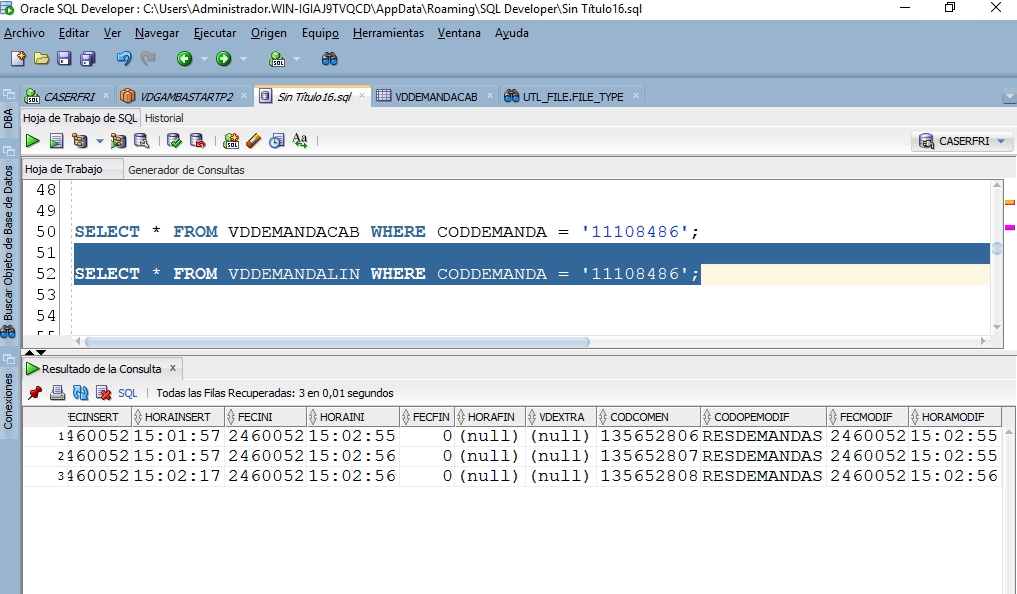 Oracle SQL Developer : C:\Users\Administrador.WIN-IGIAJ9TVQCD\AppData\Roaming\SQL Developer\Sin Título16.sql
Archivo Editar Ver Navegar Ejecutar Origen Equipo Herramientas Ventana Ayuda
CASERFRI × VDGAMBASTARTP2 × Sin Título16.sql × VDDEMANDACAB × UTL_FILE.FILE_TYPE ×
DBA
Buscar Objeto de Base de Datos
Conexiones
Hoja de Trabajo de SQL Historial
CASERFRI
Hoja de Trabajo Generador de Consultas
48
49
50 SELECT * FROM VDDEMANDACAB WHERE CODDEMANDA = '11108486';
51
52 SELECT * FROM VDDEMANDALIN WHERE CODDEMANDA = '11108486';
53
54
Resultado de la Consulta x
SQL | Todas las Filas Recuperadas: 3 en 0,01 segundos
ECINSERT HORAINSERT FECINI HORAINI FECFIN HORAFIN VDEXTRA CODCOMEN CODOPEMODIF FECMODIF HORAMODIF
1 460052 15:01:57 2460052 15:02:55 0 (null) (null) 135652806 RESDEMANDAS 2460052 15:02:55
2 460052 15:01:57 2460052 15:02:56 0 (null) (null) 135652807 RESDEMANDAS 2460052 15:02:55
3 460052 15:02:17 2460052 15:02:56 0 (null) (null) 135652808 RESDEMANDAS 2460052 15:02:56